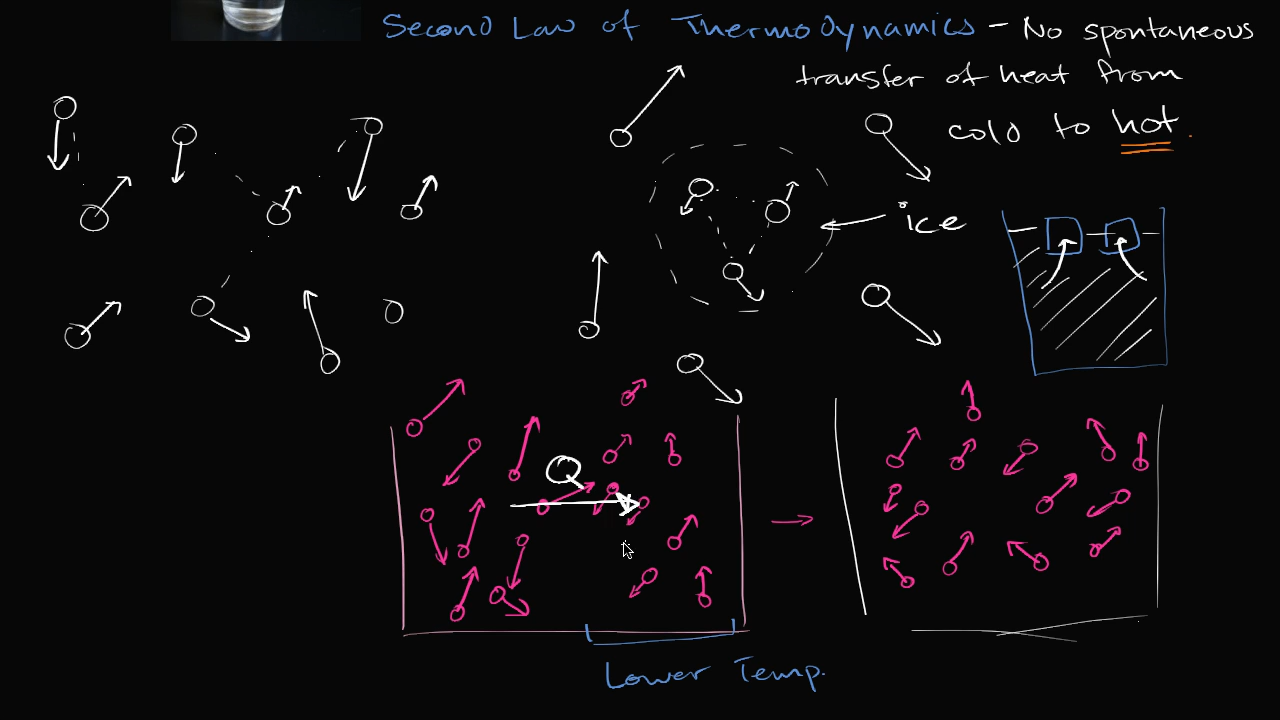 Second Law of Thermodynamics - No spontaneous
transfer of heat from
cold to hot.
ice
Q
Lower Temp.